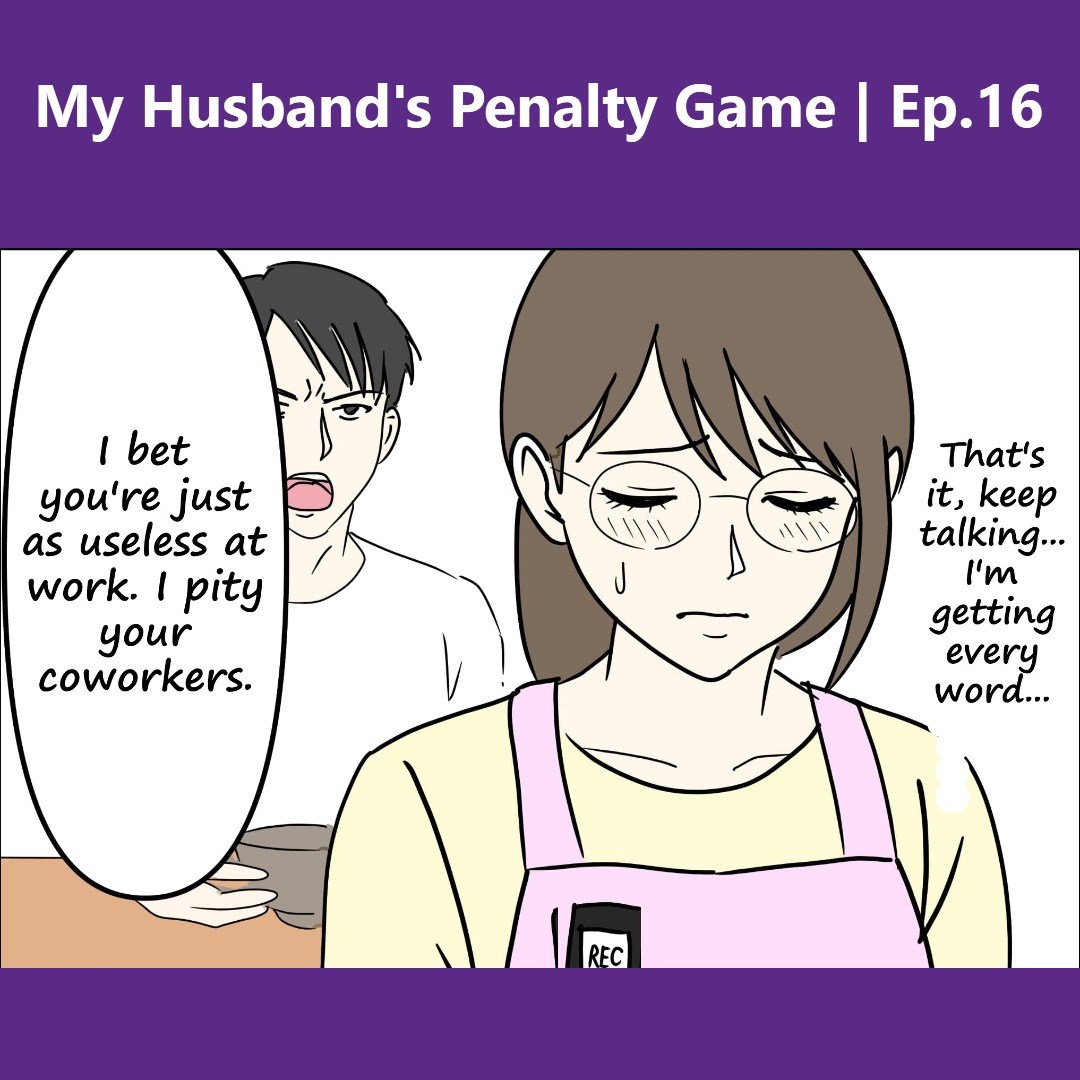 My Husband's Penalty Game | Ep.16
I bet
you're just
as useless at
work. I pity
your
coworkers.
That's
it, keep
talking...
I'm
getting
every
word...
REC